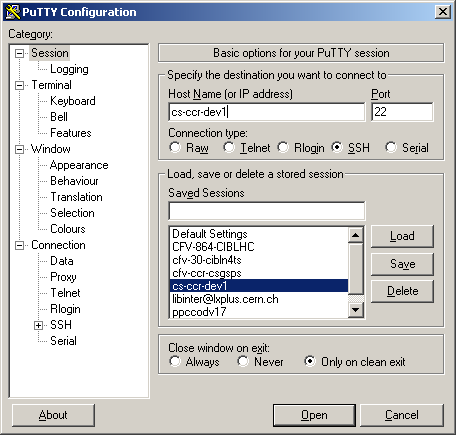 PuTTY Configuration
Category:
Session
Logging
Terminal
Keyboard
Bell
Features
Window
Appearance
Behaviour
Translation
Selection
Colours
Connection
Data
Proxy
Telnet
Rlogin
SSH
Serial
Basic options for your PuTTY session
Specify the destination you want to connect to
Host Name (or IP address) Port
cs-ccr-dev1 22
Connection type:
Raw Telnet Rlogin SSH Serial
Load, save or delete a stored session
Saved Sessions
Default Settings
CFV-864-CIBLHC
cfv-30-cibln4ts
cfv-ccr-csgsps
cs-ccr-dev1
libinter@lxplus.cern.ch
ppccodv17
Load
Save
Delete
Close window on exit:
Always Never Only on clean exit
About Open Cancel